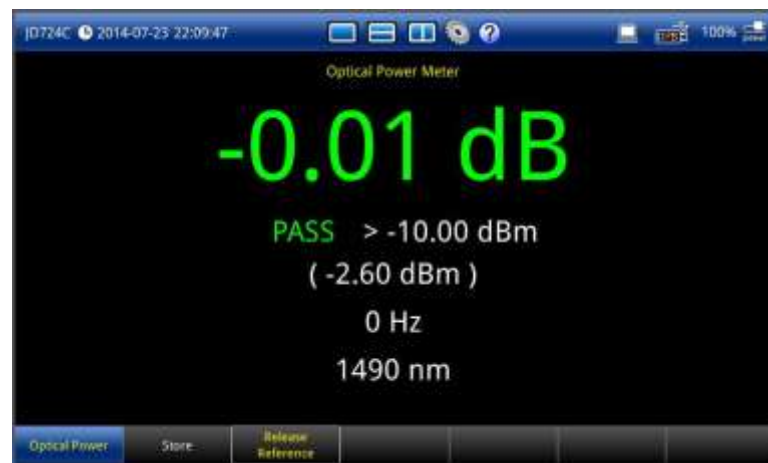 JD724C 2014-07-23 22:09:47 100%
Optical Power Meter
-0.01 dB
PASS > -10.00 dBm
( -2.60 dBm )
0 Hz
1490 nm
Optical Power Store Release
Reference